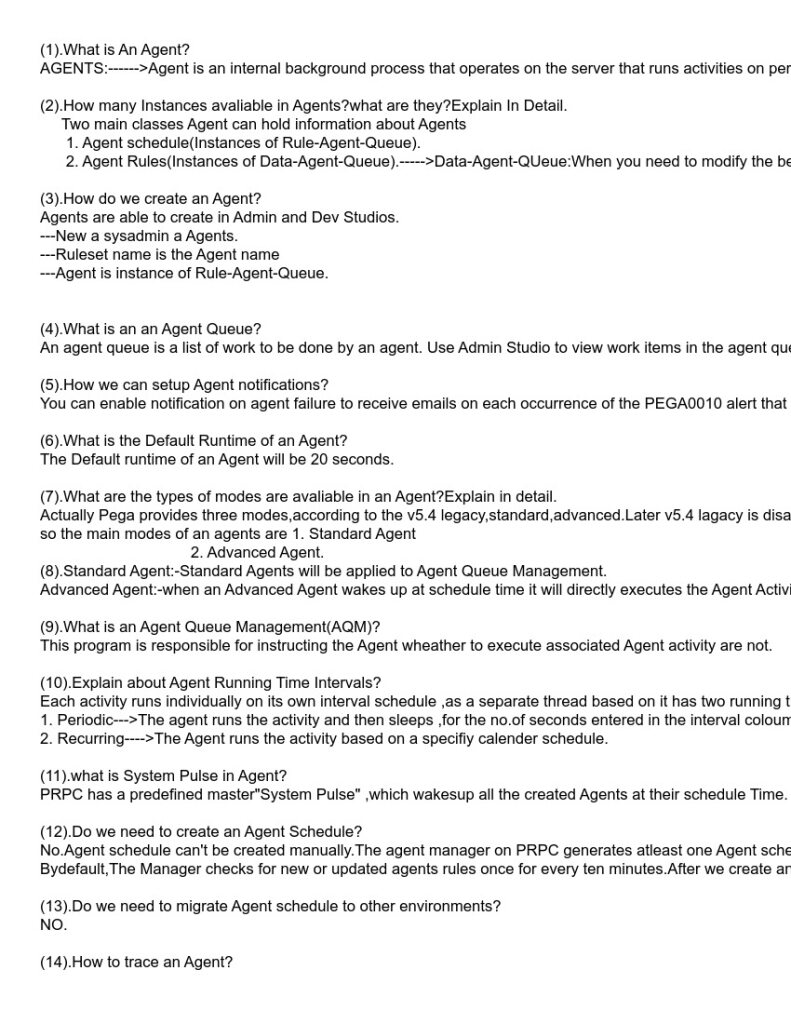 (1).What is An Agent?
AGENTS:------>Agent is an internal background process that operates on the server that runs activities on per
(2).How many Instances avaliable in Agents?what are they?Explain In Detail.
Two main classes Agent can hold information about Agents
1. Agent schedule(Instances of Rule-Agent-Queue).
2. Agent Rules(Instances of Data-Agent-Queue).----->Data-Agent-QUeue:When you need to modify the be
(3).How do we create an Agent?
Agents are able to create in Admin and Dev Studios.
---New a sysadmin a Agents.
---Ruleset name is the Agent name
---Agent is instance of Rule-Agent-Queue.
(4).What is an an Agent Queue?
An agent queue is a list of work to be done by an agent. Use Admin Studio to view work items in the agent que
(5).How we can setup Agent notifications?
You can enable notification on agent failure to receive emails on each occurrence of the PEGA0010 alert that
(6).What is the Default Runtime of an Agent?
The Default runtime of an Agent will be 20 seconds.
(7).What are the types of modes are avaliable in an Agent?Explain in detail.
Actually Pega provides three modes,according to the v5.4 legacy,standard,advanced.Later v5.4 lagacy is disa
so the main modes of an agents are 1. Standard Agent
2. Advanced Agent.
(8).Standard Agent:-Standard Agents will be applied to Agent Queue Management.
Advanced Agent:-when an Advanced Agent wakes up at schedule time it will directly executes the Agent Activi
(9).What is an Agent Queue Management(AQM)?
This program is responsible for instructing the Agent wheather to execute associated Agent activity are not.
(10).Explain about Agent Running Time Intervals?
Each activity runs individually on its own interval schedule ,as a separate thread based on it has two running t
1. Periodic--->The agent runs the activity and then sleeps ,for the no.of seconds entered in the interval coloum
2. Recurring---->The Agent runs the activity based on a specifiy calender schedule.
(11).what is System Pulse in Agent?
PRPC has a predefined master"System Pulse" ,which wakesup all the created Agents at their schedule Time.
(12).Do we need to create an Agent Schedule?
No.Agent schedule can't be created manually.The agent manager on PRPC generates atleast one Agent sche
Bydefault,The Manager checks for new or updated agents rules once for every ten minutes.After we create an
(13).Do we need to migrate Agent schedule to other environments?
NO.
(14).How to trace an Agent?